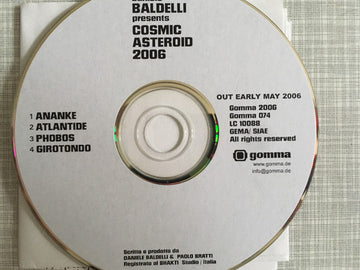 BALDELLI
presents
COSMIC
ASTEROID
2006
OUT EARLY MAY 2006
1 ANANKE
2 ATLANTIDE
3 PHOBOS
4 GIROTONDO
Gomma 2006
Gomma 074
LC 10088
GEMA/ SIAE
All rights reserved
gomma
www.gomma.de
info@gomma.de
Scritto e prodotto da
DANIELE BALDELLI & PAOLO BRATTI
Registrato al BHAKTI Studio / Italia